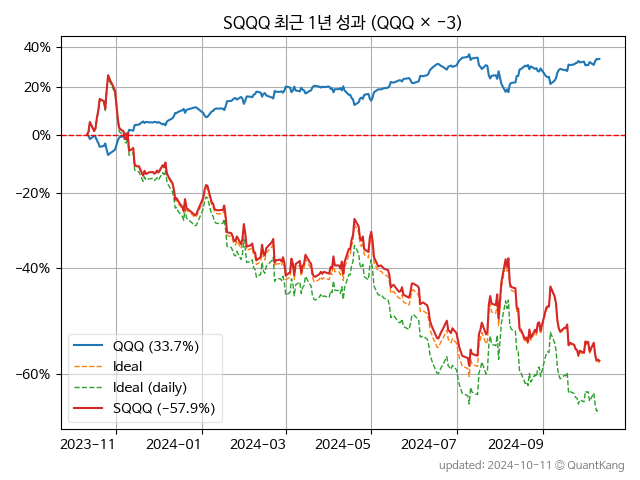 SQQQ 최근 1년 성과 (QQQ × −3)
40%
20%
0%
−20%
−40%
−60%
QQQ (33.7%)
Ideal
Ideal (daily)
SQQQ (−57.9%)
2023−11
2024−01
2024−03
2024−05
2024−07
2024−09
updated: 2024-10-11 © QuantKang